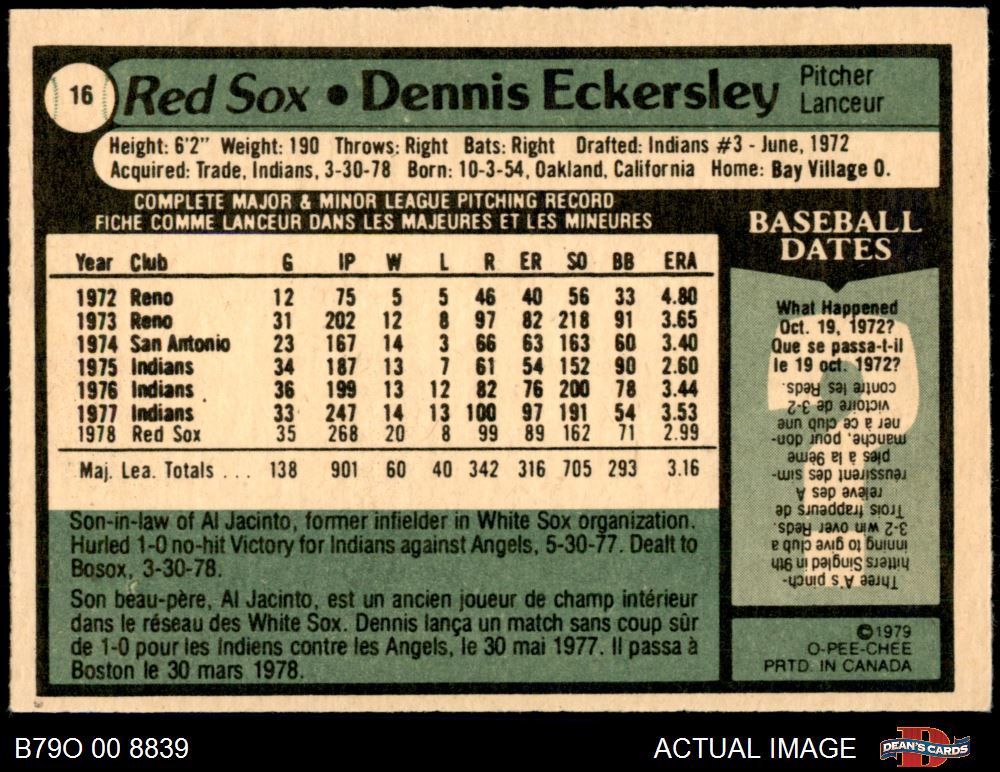 16
Red Sox • Dennis Eckersley
Pitcher
Lanceur
Height: 6'2" Weight: 190 Throws: Right Bats: Right Drafted: Indians #3 - June, 1972
Acquired: Trade, Indians, 3-30-78 Born: 10-3-54, Oakland, California Home: Bay Village O.
COMPLETE MAJOR & MINOR LEAGUE PITCHING RECORD
FICHE COMME LANCEUR DANS LES MAJEURES ET LES MINEURES
Year Club G IP W L R ER SO BB ERA
1972 Reno 12 75 5 5 46 40 56 33 4.80
1973 Reno 31 202 12 8 97 82 218 91 3.65
1974 San Antonio 23 167 14 3 66 63 163 60 3.40
1975 Indians 34 187 13 7 61 54 152 90 2.60
1976 Indians 36 199 13 12 82 76 200 78 3.44
1977 Indians 33 247 14 13 100 97 191 54 3.53
1978 Red Sox 35 268 20 8 99 89 162 71 2.99
Maj. Lea. Totals ... 138 901 60 40 342 316 705 293 3.16
Son-in-law of Al Jacinto, former infielder in White Sox organization.
Hurled 1-0 no-hit Victory for Indians against Angels, 5-30-77. Dealt to
Bosox, 3-30-78.
Son beau-père, Al Jacinto, est un ancien joueur de champ intérieur
dans le réseau des White Sox. Dennis lança un match sans coup sûr
de 1-0 pour les Indiens contre les Angels, le 30 mai 1977. Il passa à
Boston le 30 mars 1978.
BASEBALL
DATES
What Happened
Oct. 19, 1972?
Que se passa-t-il
le 19 oct. 1972?
Three A's pinch-
hitters Singled in 9th
inning to give club a
3-2 win over Reds.
Trois frappeurs de
relève des A
réussirent des sim-
ples à la 9eme
manche, pour don-
ner à ce club une
victoire de 3-2
contre les Reds.
©1979
O-PEE-CHEE
PRTD. IN CANADA
B79O 00 8839
ACTUAL IMAGE
DEAN'S CARDS